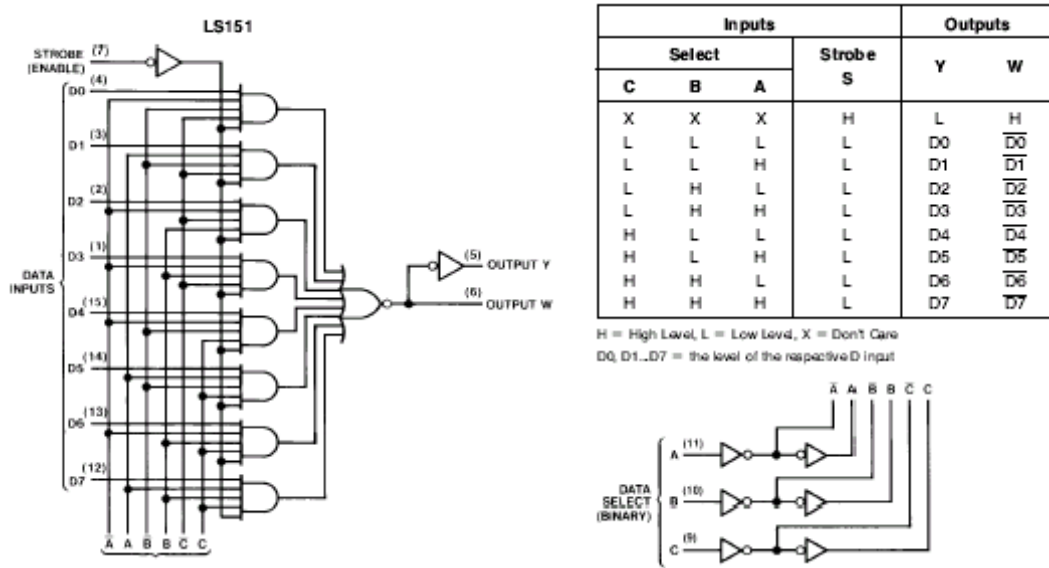 LS151
STROBE (7)
(ENABLE)
D0 (4)
D1 (3)
D2 (2)
D3 (1)
DATA
INPUTS
D4 (15)
D5 (14)
D6 (13)
D7 (12)
A̅ A B̅ B C̅ C
(5) OUTPUT Y
(6) OUTPUT W
Inputs Outputs
Select Strobe Y W
C B A S
X X X H L H
L L L L D0 D̅0̅
L L H L D1 D̅1̅
L H L L D2 D̅2̅
L H H L D3 D̅3̅
H L L L D4 D̅4̅
H L H L D5 D̅5̅
H H L L D6 D̅6̅
H H H L D7 D̅7̅
H = High Level, L = Low Level, X = Don't Care
D0, D1...D7 = the level of the respective D input
A̅ A B̅ B C̅ C
A (11)
DATA
SELECT
(BINARY)
B (10)
C (9)